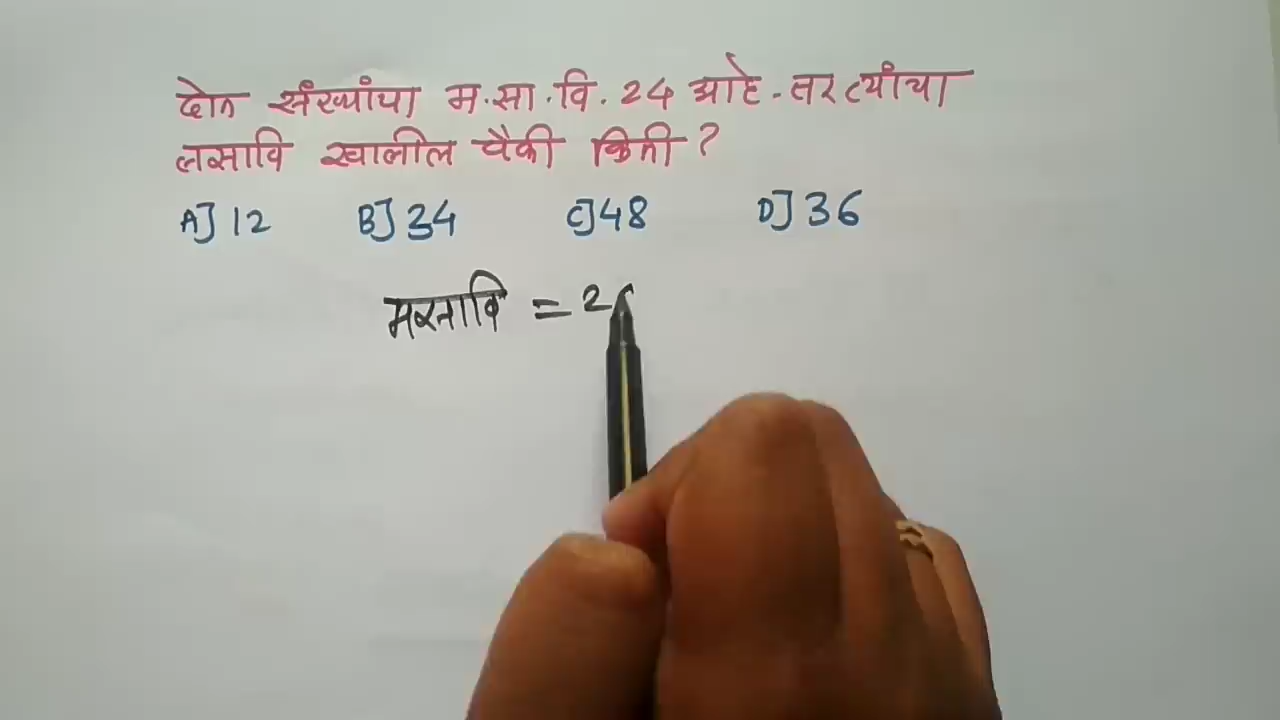 दोन संख्यांचा म.सा.वि. 24 आहे. तर त्यांचा
लसावि खालील पैकी किती?
A] 12 B] 34 C] 48 D] 36
मसावि = 2